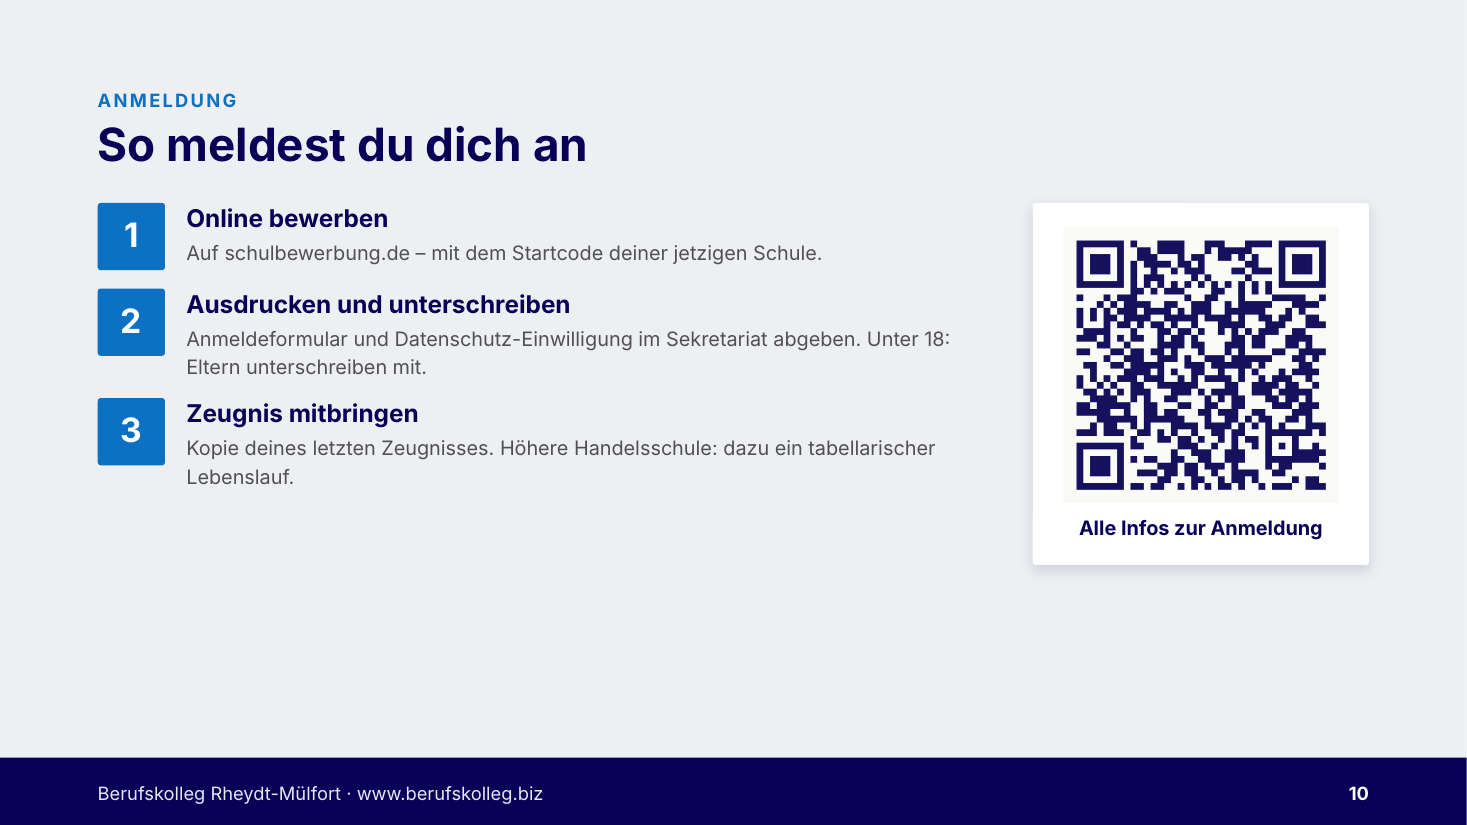 ANMELDUNG
So meldest du dich an
1
Online bewerben
Auf schulbewerbung.de – mit dem Startcode deiner jetzigen Schule.
2
Ausdrucken und unterschreiben
Anmeldeformular und Datenschutz-Einwilligung im Sekretariat abgeben. Unter 18:
Eltern unterschreiben mit.
3
Zeugnis mitbringen
Kopie deines letzten Zeugnisses. Höhere Handelsschule: dazu ein tabellarischer
Lebenslauf.
Alle Infos zur Anmeldung
Berufskolleg Rheydt-Mülfort · www.berufskolleg.biz
10